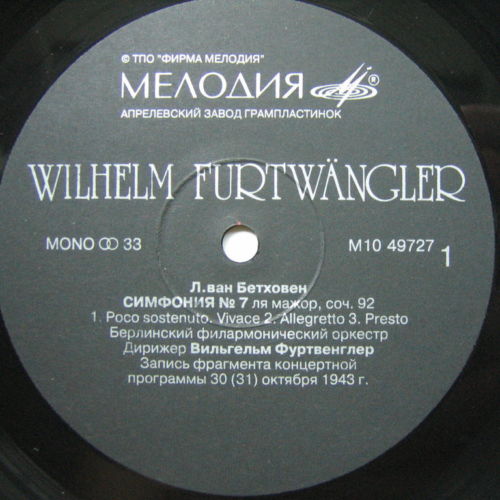 © ТПО "ФИРМА МЕЛОДИЯ"
МЕЛОДИЯ ®
АПРЕЛЕВСКИЙ ЗАВОД ГРАМПЛАСТИНОК
WILHELM FURTWÄNGLER
MONO 33 M10 49727 1
Л.ван Бетховен
СИМФОНИЯ № 7 ля мажор, соч. 92
1. Poco sostenuto. Vivace 2. Allegretto 3. Presto
Берлинский филармонический оркестр
Дирижер Вильгельм Фуртвенглер
Запись фрагмента концертной
программы 30 (31) октября 1943 г.